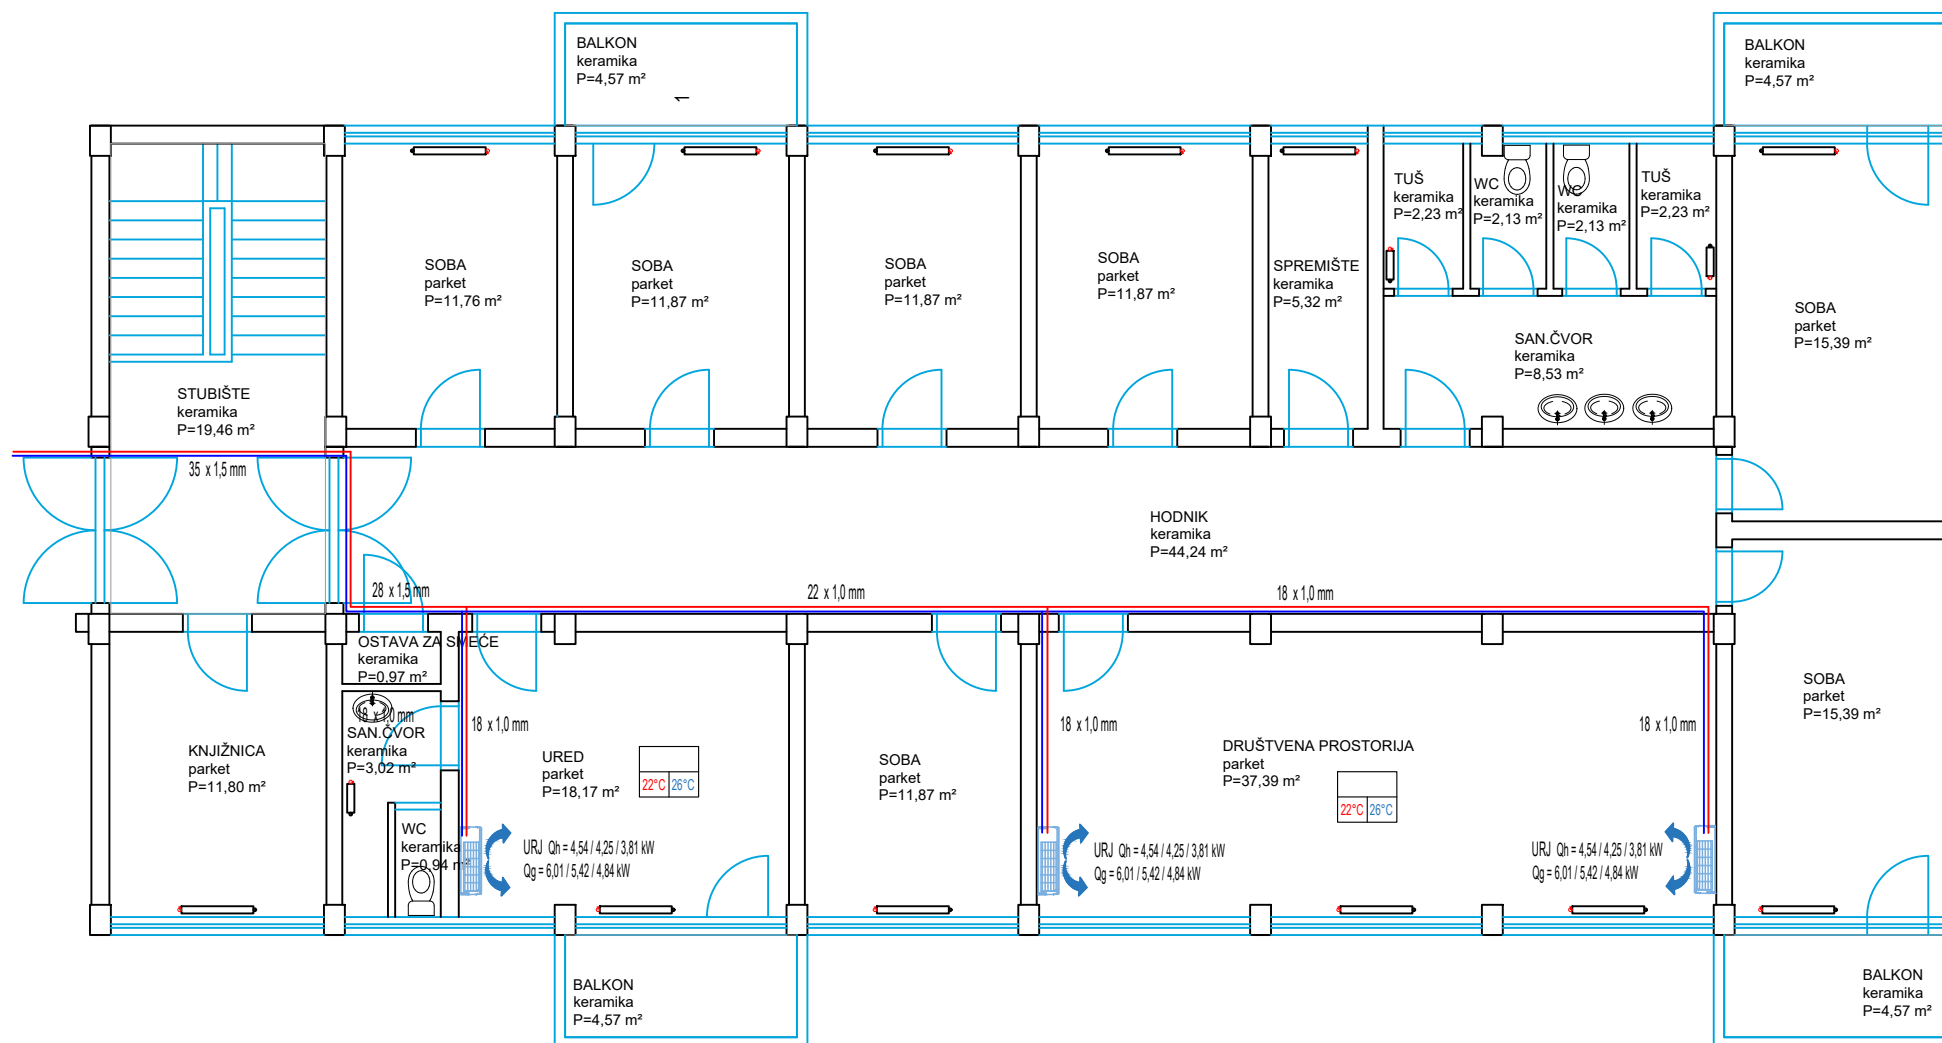 BALKON
keramika
P=4,57 m²
1
BALKON
keramika
P=4,57 m²
SOBA
parket
P=11,76 m²
SOBA
parket
P=11,87 m²
SOBA
parket
P=11,87 m²
SOBA
parket
P=11,87 m²
SPREMIŠTE
keramika
P=5,32 m²
TUŠ
keramika
P=2,23 m²
WC
keramika
P=2,13 m²
WC
keramika
P=2,13 m²
TUŠ
keramika
P=2,23 m²
SAN.ČVOR
keramika
P=8,53 m²
SOBA
parket
P=15,39 m²
STUBIŠTE
keramika
P=19,46 m²
35 x 1,5 mm
HODNIK
keramika
P=44,24 m²
28 x 1,5 mm
22 x 1,0 mm
18 x 1,0 mm
OSTAVA ZA SMEĆE
keramika
P=0,97 m²
18 x 1,0 mm
SAN.ČVOR
keramika
P=3,02 m²
18 x 1,0 mm
18 x 1,0 mm
18 x 1,0 mm
KNJIŽNICA
parket
P=11,80 m²
URED
parket
P=18,17 m²
22°C 26°C
SOBA
parket
P=11,87 m²
DRUŠTVENA PROSTORIJA
parket
P=37,39 m²
22°C 26°C
SOBA
parket
P=15,39 m²
WC
keramika
P=0,94 m²
URJ Qh = 4,54 / 4,25 / 3,81 kW
Qg = 6,01 / 5,42 / 4,84 kW
URJ Qh = 4,54 / 4,25 / 3,81 kW
Qg = 6,01 / 5,42 / 4,84 kW
URJ Qh = 4,54 / 4,25 / 3,81 kW
Qg = 6,01 / 5,42 / 4,84 kW
BALKON
keramika
P=4,57 m²
BALKON
keramika
P=4,57 m²